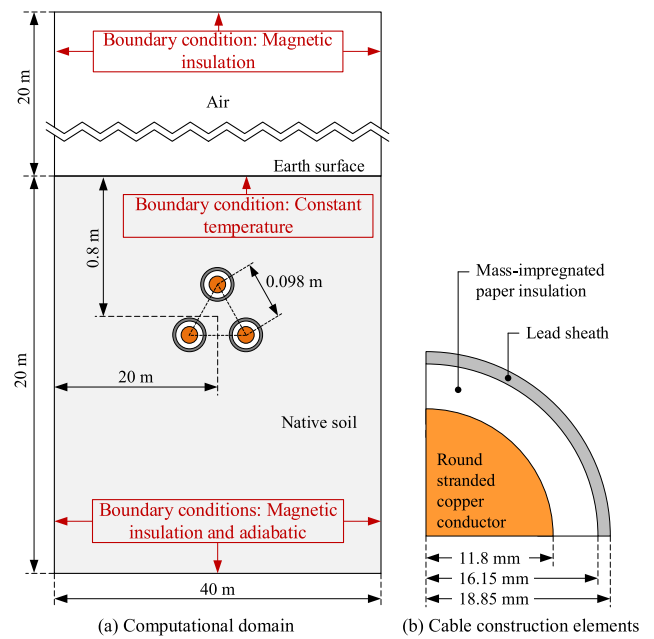 Boundary condition: Magnetic
insulation
20 m
Air
Earth surface
Boundary condition: Constant
temperature
0.8 m
0.098 m
20 m
20 m
Native soil
Boundary conditions: Magnetic
insulation and adiabatic
40 m
(a) Computational domain
Mass-impregnated
paper insulation
Lead sheath
Round
stranded
copper
conductor
11.8 mm
16.15 mm
18.85 mm
(b) Cable construction elements